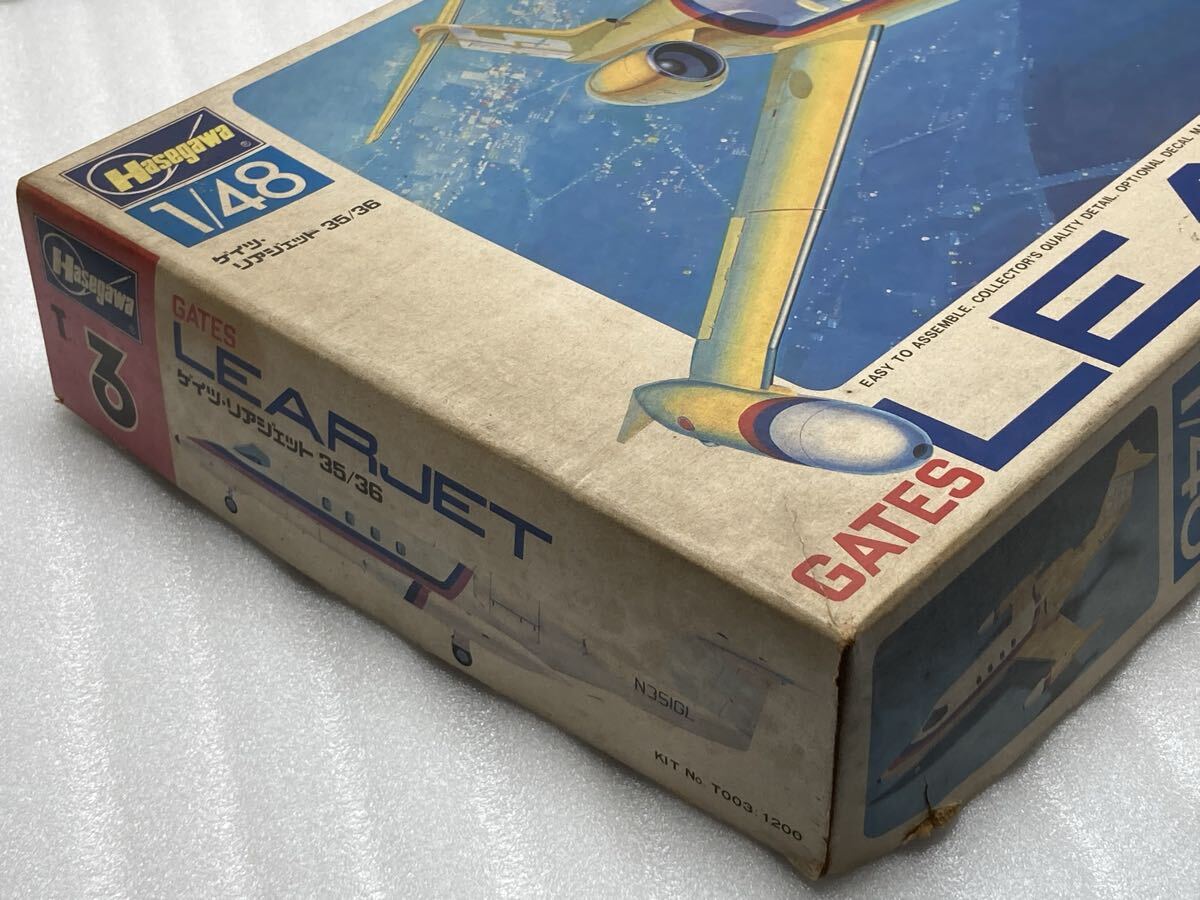 Hasegawa®
1/48
ゲイツ・
リアジェット 35/36
EASY TO ASSEMBLE. COLLECTOR'S QUALITY DETAIL. OPTIONAL DECAL
LEA
GATES
Hasegawa
T
3
GATES
LEARJET
ゲイツ・リアジェット 35/36
N351GL
KIT No. T003:1200